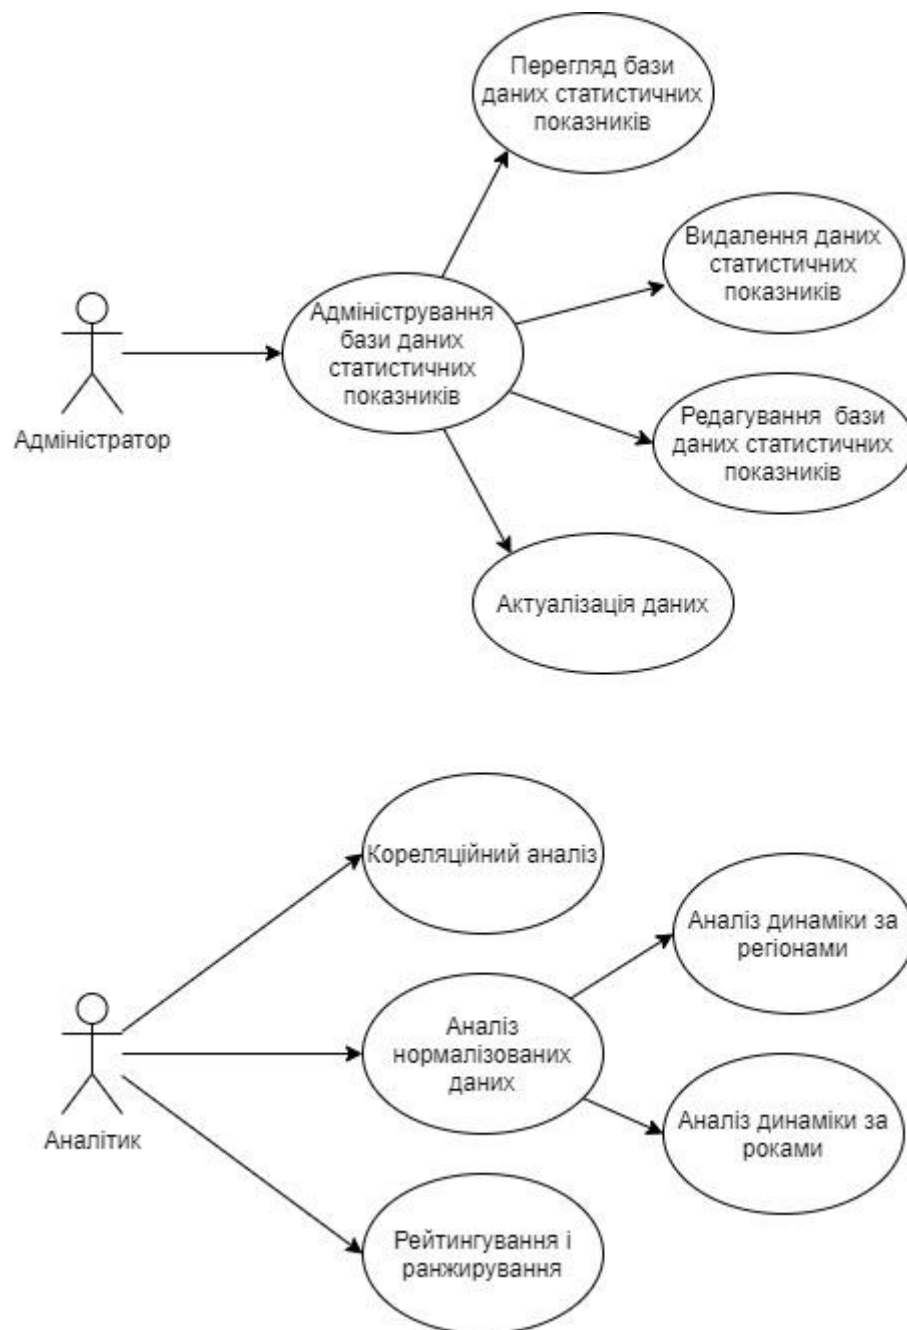 Перегляд бази
даних статистичних
показників
Видалення даних
статистичних
показників
Адміністрування
бази даних
статистичних
показників
Адміністратор
Редагування бази
даних статистичних
показників
Актуалізація даних
Кореляційний аналіз
Аналіз динаміки за
регіонами
Аналіз
нормалізованих
даних
Аналітик
Аналіз динаміки за
роками
Рейтингування і
ранжирування